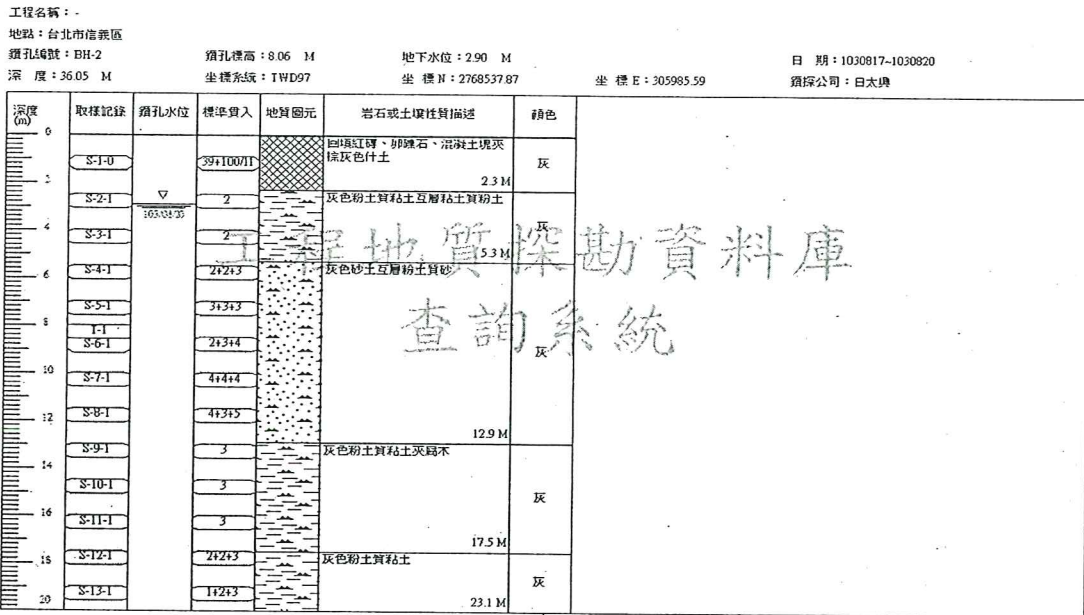 工程名稱：-
地點：台北市信義區
鑽孔編號：BH-2 鑽孔標高：8.06 M 地下水位：2.90 M 日 期：1030817~1030820
深 度：36.05 M 坐標系統：TWD97 坐 標 N：2768537.87 坐 標 E：305985.59 鑽探公司：日太興
深度(m) 取樣記錄 鑽孔水位 標準貫入 地質圖元 岩石或土壤性質描述 顏色
0
回填紅磚、卵礫石、混凝土塊夾
棕灰色什土
S-1-0 39+100/11 灰
2 2.3 M
S-2-1 ▽ 2 灰色粉土質粘土互層粘土質粉土
4 灰
S-3-1 2
5.3 M
工程地質探勘資料庫
6 S-4-1 2+2+3 灰色砂土互層粉土質砂
S-5-1 3+3+3
查詢系統
8 T-1
S-6-1 2+3+4 灰
10 S-7-1 4+4+4
12 S-8-1 4+3+5
12.9 M
S-9-1 3 灰色粉土質粘土夾腐木
14
S-10-1 3 灰
16 S-11-1 3
17.5 M
18 S-12-1 2+2+3 灰色粉土質粘土
灰
20 S-13-1 1+2+3
23.1 M